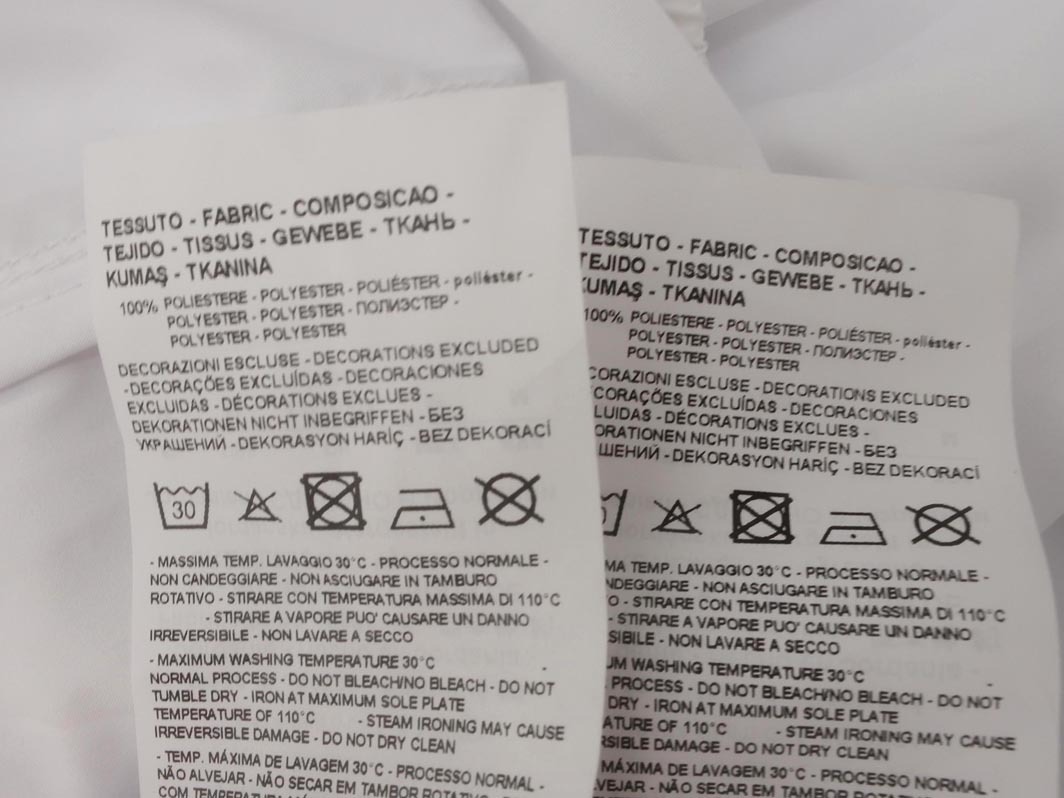 TESSUTO - FABRIC - COMPOSICAO -
TEJIDO - TISSUS - GEWEBE - ТКАНЬ -
KUMAŞ - TKANINA
100% POLIESTERE - POLYESTER - POLIÉSTER - poliéster -
POLYESTER - POLYESTER - ПОЛИЭСТЕР -
POLYESTER - POLYESTER
DECORAZIONI ESCLUSE - DECORATIONS EXCLUDED
- DECORAÇÕES EXCLUÍDAS - DECORACIONES
EXCLUIDAS - DÉCORATIONS EXCLUES -
DEKORATIONEN NICHT INBEGRIFFEN - БЕЗ
УКРАШЕНИЙ - DEKORASYON HARİÇ - BEZ DEKORACÍ
30
- MASSIMA TEMP. LAVAGGIO 30°C - PROCESSO NORMALE -
NON CANDEGGIARE - NON ASCIUGARE IN TAMBURO
ROTATIVO - STIRARE CON TEMPERATURA MASSIMA DI 110°C
- STIRARE A VAPORE PUO' CAUSARE UN DANNO
IRREVERSIBILE - NON LAVARE A SECCO
- MAXIMUM WASHING TEMPERATURE 30°C -
NORMAL PROCESS - DO NOT BLEACH/NO BLEACH - DO NOT
TUMBLE DRY - IRON AT MAXIMUM SOLE PLATE
TEMPERATURE OF 110°C - STEAM IRONING MAY CAUSE
IRREVERSIBLE DAMAGE - DO NOT DRY CLEAN
- TEMP. MÁXIMA DE LAVAGEM 30°C - PROCESSO NORMAL -
NÃO ALVEJAR - NÃO SECAR EM TAMBOR
COM
TESSUTO - FABRIC - COMPOSICAO -
TEJIDO - TISSUS - GEWEBE - ТКАНЬ -
UMAŞ - TKANINA
100% POLIESTERE - POLYESTER - POLIÉSTER - poliéster -
POLYESTER - POLYESTER - ПОЛИЭСТЕР -
POLYESTER - POLYESTER
CORAZIONI ESCLUSE - DECORATIONS EXCLUDED
CORAÇÕES EXCLUÍDAS - DECORACIONES
LUIDAS - DÉCORATIONS EXCLUES -
ORATIONEN NICHT INBEGRIFFEN - БЕЗ
ШЕНИЙ - DEKORASYON HARİÇ - BEZ DEKORACÍ
MA TEMP. LAVAGGIO 30°C - PROCESSO NORMALE -
NDEGGIARE - NON ASCIUGARE IN TAMBURO
O - STIRARE CON TEMPERATURA MASSIMA DI 110°C
- STIRARE A VAPORE PUO' CAUSARE UN DANNO
SIBILE - NON LAVARE A SECCO
UM WASHING TEMPERATURE 30°C -
PROCESS - DO NOT BLEACH/NO BLEACH - DO NOT
DRY - IRON AT MAXIMUM SOLE PLATE
ATURE OF 110°C - STEAM IRONING MAY CAUSE
RSIBLE DAMAGE - DO NOT DRY CLEAN
MÁXIMA DE LAVAGEM 30°C - PROCESSO NORMAL -
VEJAR - NÃO SECAR EM TAMBOR